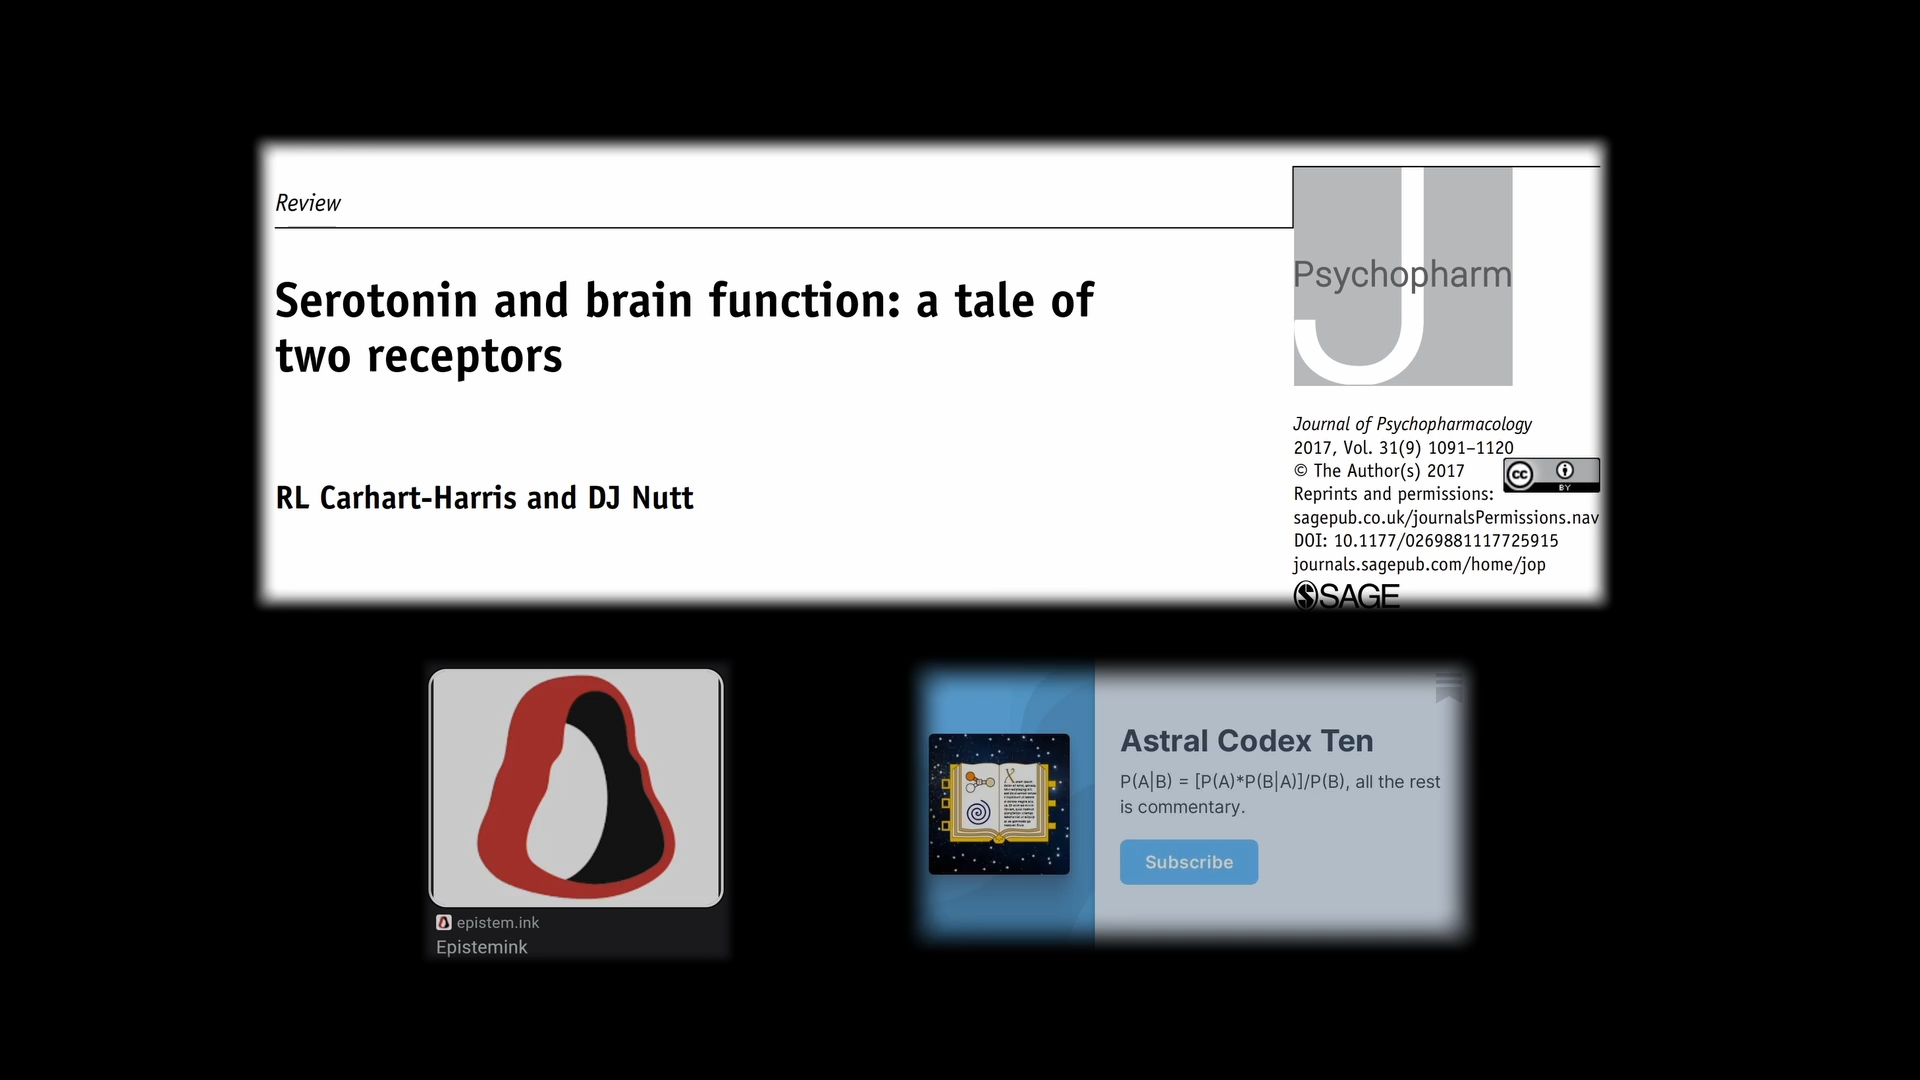 Review
Serotonin and brain function: a tale of
two receptors
RL Carhart-Harris and DJ Nutt
Psychopharm
Journal of Psychopharmacology
2017, Vol. 31(9) 1091–1120
© The Author(s) 2017
Reprints and permissions:
sagepub.co.uk/journalsPermissions.nav
DOI: 10.1177/0269881117725915
journals.sagepub.com/home/jop
SAGE
cc
BY
epistem.ink
Epistemink
Astral Codex Ten
P(A|B) = [P(A)*P(B|A)]/P(B), all the rest
is commentary.
Subscribe